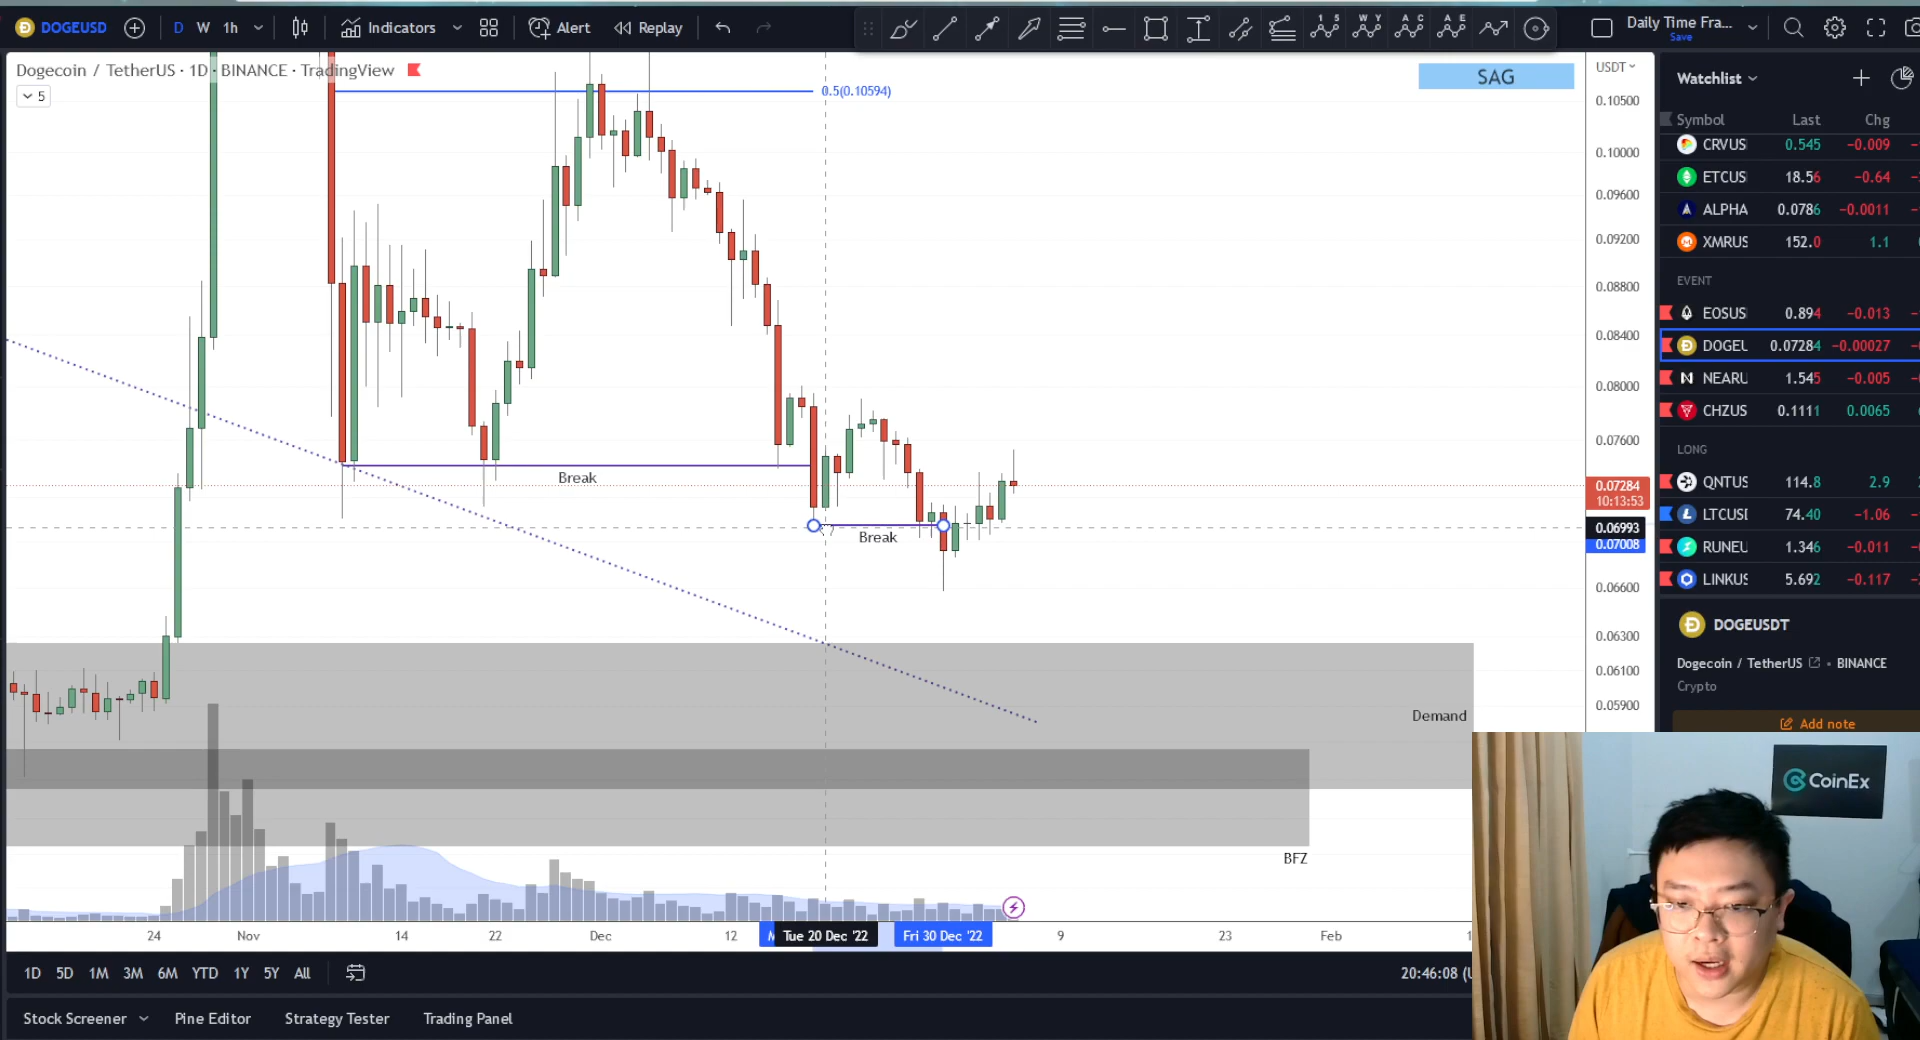 DOGEUSD D W 1h Indicators Alert Replay Daily Time Fra...
Save
Dogecoin / TetherUS · 1D · BINANCE · TradingView
5
0.5(0.10594)
SAG
USDT
0.10500
0.10000
0.09600
0.09200
0.08800
0.08400
0.08000
0.07600
0.07284
10:13:53
0.06993
0.07008
0.06600
0.06300
0.06100
0.05900
Break
Break
Demand
BFZ
24 Nov 14 22 Dec 12 Tue 20 Dec '22 Fri 30 Dec '22 9 23 Feb
1D 5D 1M 3M 6M YTD 1Y 5Y All
20:46:08 (U
Stock Screener Pine Editor Strategy Tester Trading Panel
Watchlist
Symbol Last Chg
CRVUS 0.545 −0.009
ETCUS 18.56 −0.64
ALPHA 0.0786 −0.0011
XMRUS 152.0 1.1
EVENT
EOSUS 0.894 −0.013
DOGEU 0.07284 −0.00027
NEARU 1.545 −0.005
CHZUS 0.1111 0.0065
LONG
QNTUS 114.8 2.9
LTCUSI 74.40 −1.06
RUNEU 1.346 −0.011
LINKUS 5.692 −0.117
DOGEUSDT
Dogecoin / TetherUS • BINANCE
Crypto
Add note
CoinEx